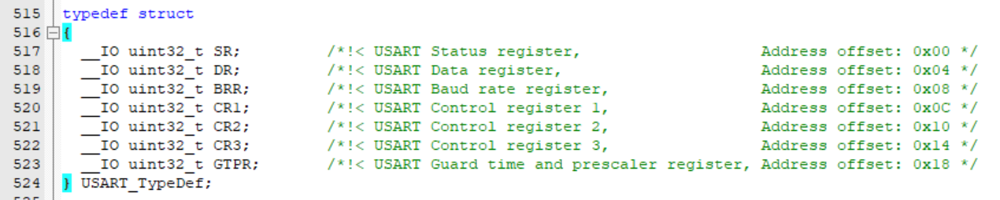 515 typedef struct
516 {
517 __IO uint32_t SR; /*!< USART Status register, Address offset: 0x00 */
518 __IO uint32_t DR; /*!< USART Data register, Address offset: 0x04 */
519 __IO uint32_t BRR; /*!< USART Baud rate register, Address offset: 0x08 */
520 __IO uint32_t CR1; /*!< USART Control register 1, Address offset: 0x0C */
521 __IO uint32_t CR2; /*!< USART Control register 2, Address offset: 0x10 */
522 __IO uint32_t CR3; /*!< USART Control register 3, Address offset: 0x14 */
523 __IO uint32_t GTPR; /*!< USART Guard time and prescaler register, Address offset: 0x18 */
524 } USART_TypeDef;